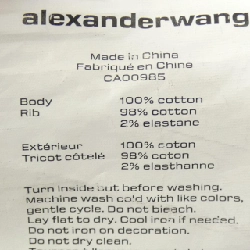 alexanderwang
Made in China
Fabriqué en Chine
CA00985
Body 100% cotton
Rib 98% cotton
2% elastane
Extérieur 100% coton
Tricot côtelé 98% coton
2% elasthanne
Turn inside out before washing.
Machine wash cold with like colors,
gentle cycle. Do not bleach.
Lay flat to dry. Cool iron if needed.
Do not iron on decoration.
Do not dry clean.